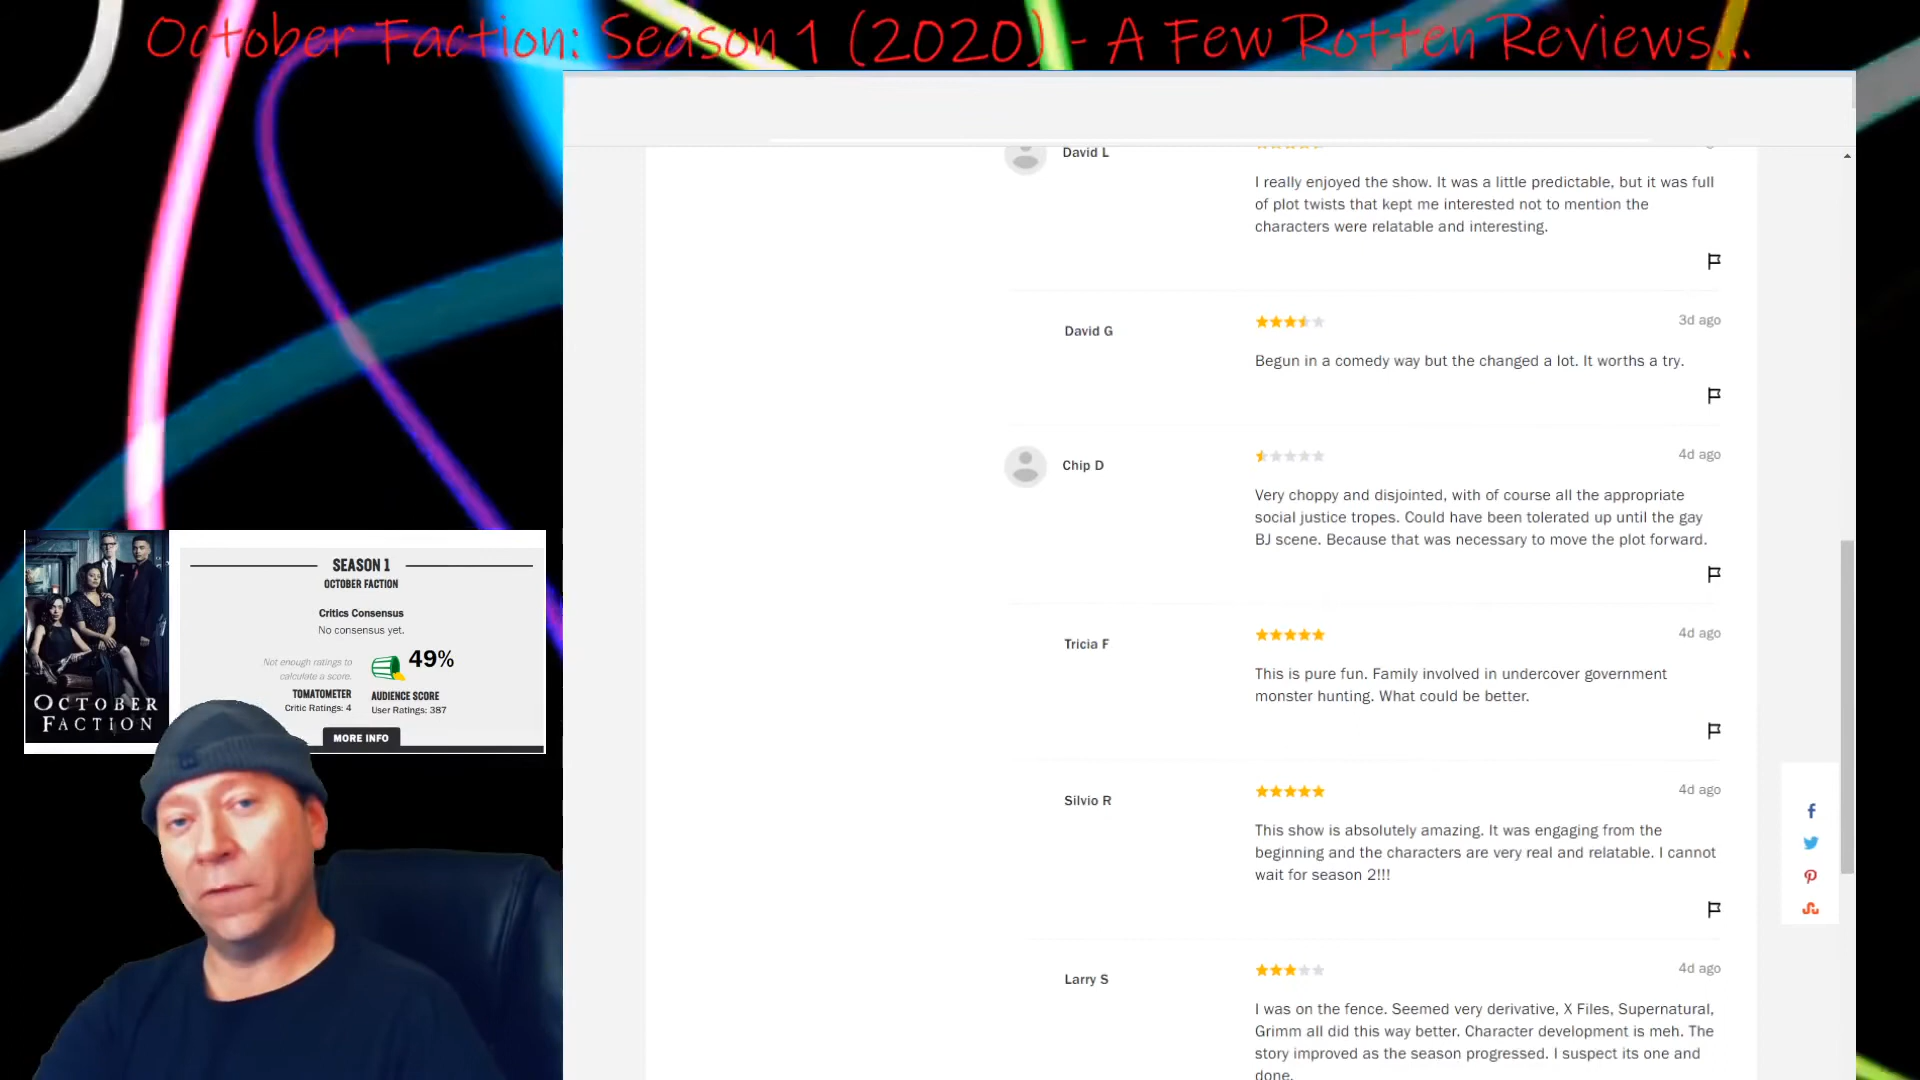 October Faction: Season 1 (2020) - A Few Rotten Reviews...
David L
I really enjoyed the show. It was a little predictable, but it was full
of plot twists that kept me interested not to mention the
characters were relatable and interesting.
David G
3d ago
Begun in a comedy way but the changed a lot. It worths a try.
Chip D
4d ago
Very choppy and disjointed, with of course all the appropriate
social justice tropes. Could have been tolerated up until the gay
BJ scene. Because that was necessary to move the plot forward.
Tricia F
4d ago
This is pure fun. Family involved in undercover government
monster hunting. What could be better.
Silvio R
4d ago
This show is absolutely amazing. It was engaging from the
beginning and the characters are very real and relatable. I cannot
wait for season 2!!!
Larry S
4d ago
I was on the fence. Seemed very derivative, X Files, Supernatural,
Grimm all did this way better. Character development is meh. The
story improved as the season progressed. I suspect its one and
done.
OCTOBER
FACTION
SEASON 1
OCTOBER FACTION
Critics Consensus
No consensus yet.
Not enough ratings to
calculate a score.
49%
TOMATOMETER
Critic Ratings: 4
AUDIENCE SCORE
User Ratings: 387
MORE INFO